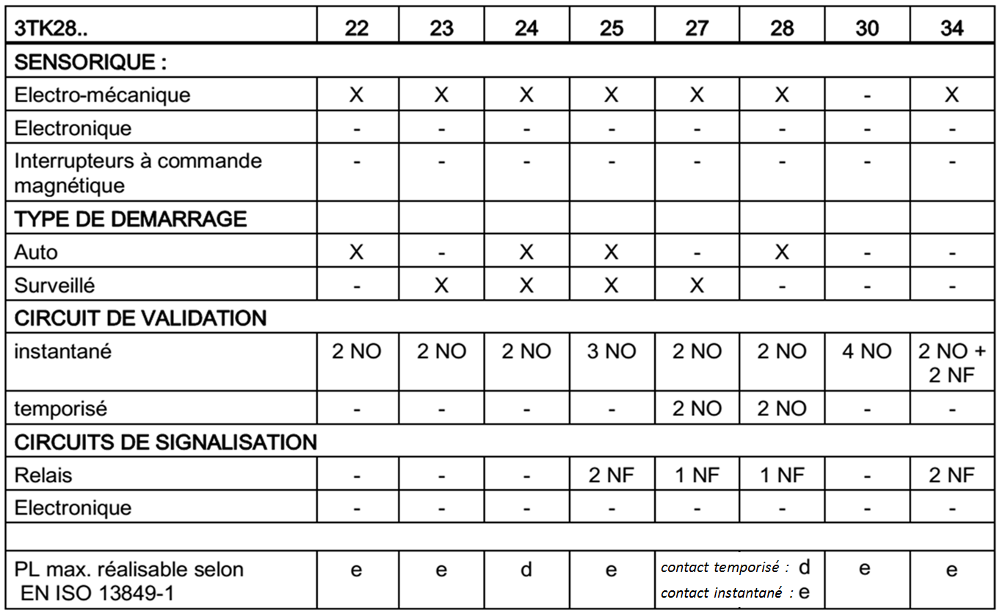 3TK28.. 22 23 24 25 27 28 30 34
SENSORIQUE :
Electro-mécanique X X X X X X - X
Electronique - - - - - - - -
Interrupteurs à commande - - - - - - - -
magnétique
TYPE DE DEMARRAGE
Auto X - X X - X - -
Surveillé - X X X X - - -
CIRCUIT DE VALIDATION
instantané 2 NO 2 NO 2 NO 3 NO 2 NO 2 NO 4 NO 2 NO +
2 NF
temporisé - - - - 2 NO 2 NO - -
CIRCUITS DE SIGNALISATION
Relais - - - 2 NF 1 NF 1 NF - 2 NF
Electronique - - - - - - - -
PL max. réalisable selon e e d e contact temporisé : d e e
EN ISO 13849-1 contact instantané : e